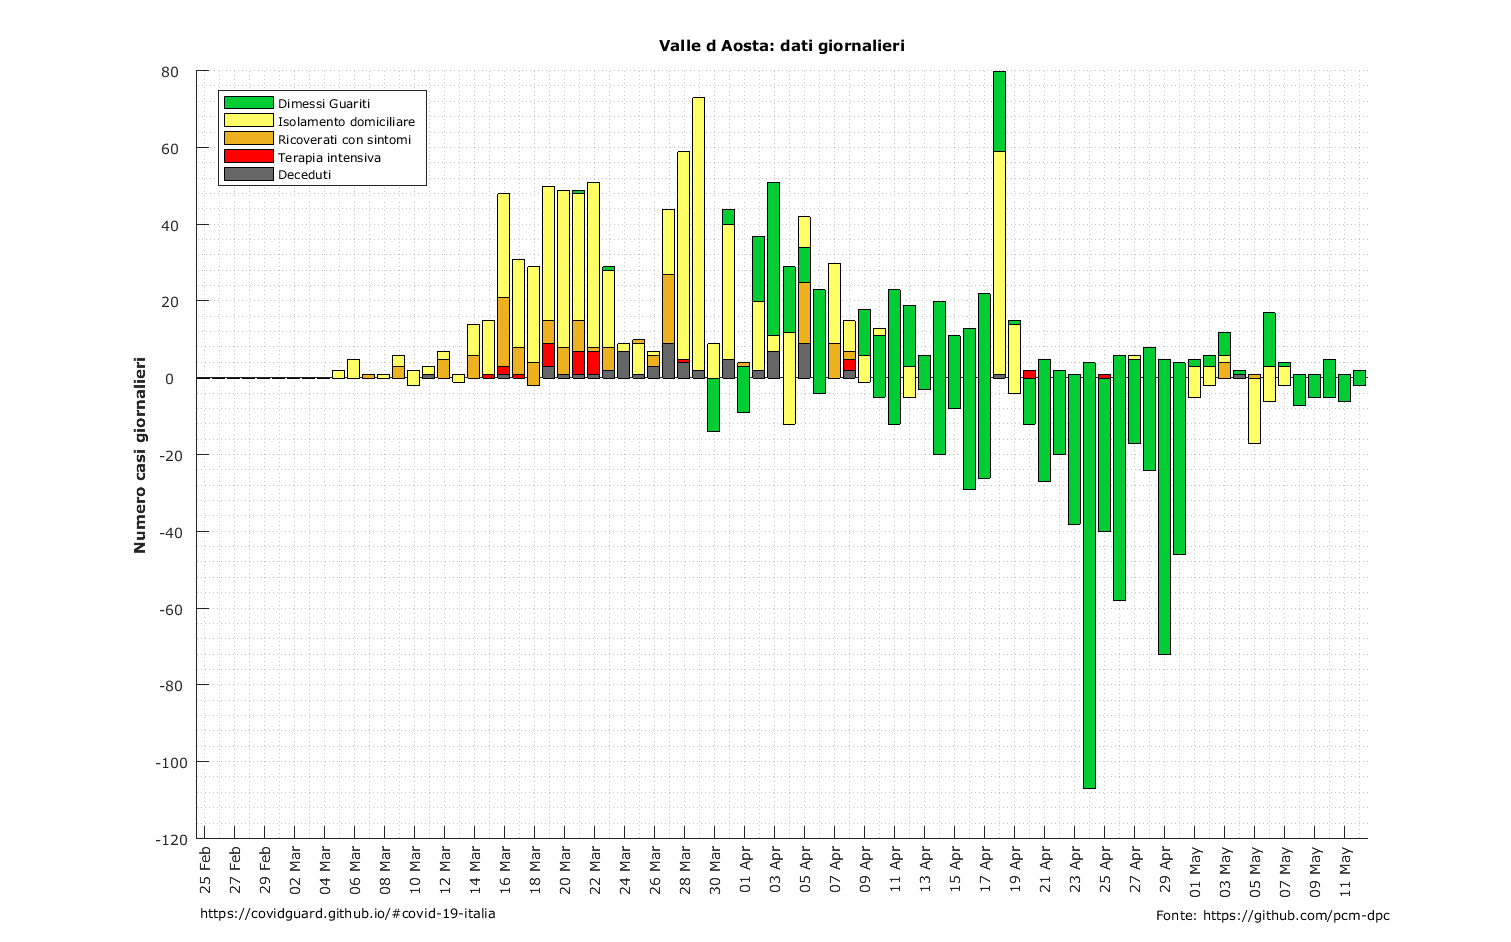 Valle d Aosta: dati giornalieri
80
60
40
20
0
-20
-40
-60
-80
-100
-120
Numero casi giornalieri
Dimessi Guariti
Isolamento domiciliare
Ricoverati con sintomi
Terapia intensiva
Deceduti
25 Feb
27 Feb
29 Feb
02 Mar
04 Mar
06 Mar
08 Mar
10 Mar
12 Mar
14 Mar
16 Mar
18 Mar
20 Mar
22 Mar
24 Mar
26 Mar
28 Mar
30 Mar
01 Apr
03 Apr
05 Apr
07 Apr
09 Apr
11 Apr
13 Apr
15 Apr
17 Apr
19 Apr
21 Apr
23 Apr
25 Apr
27 Apr
29 Apr
01 May
03 May
05 May
07 May
09 May
11 May
https://covidguard.github.io/#covid-19-italia
Fonte: https://github.com/pcm-dpc